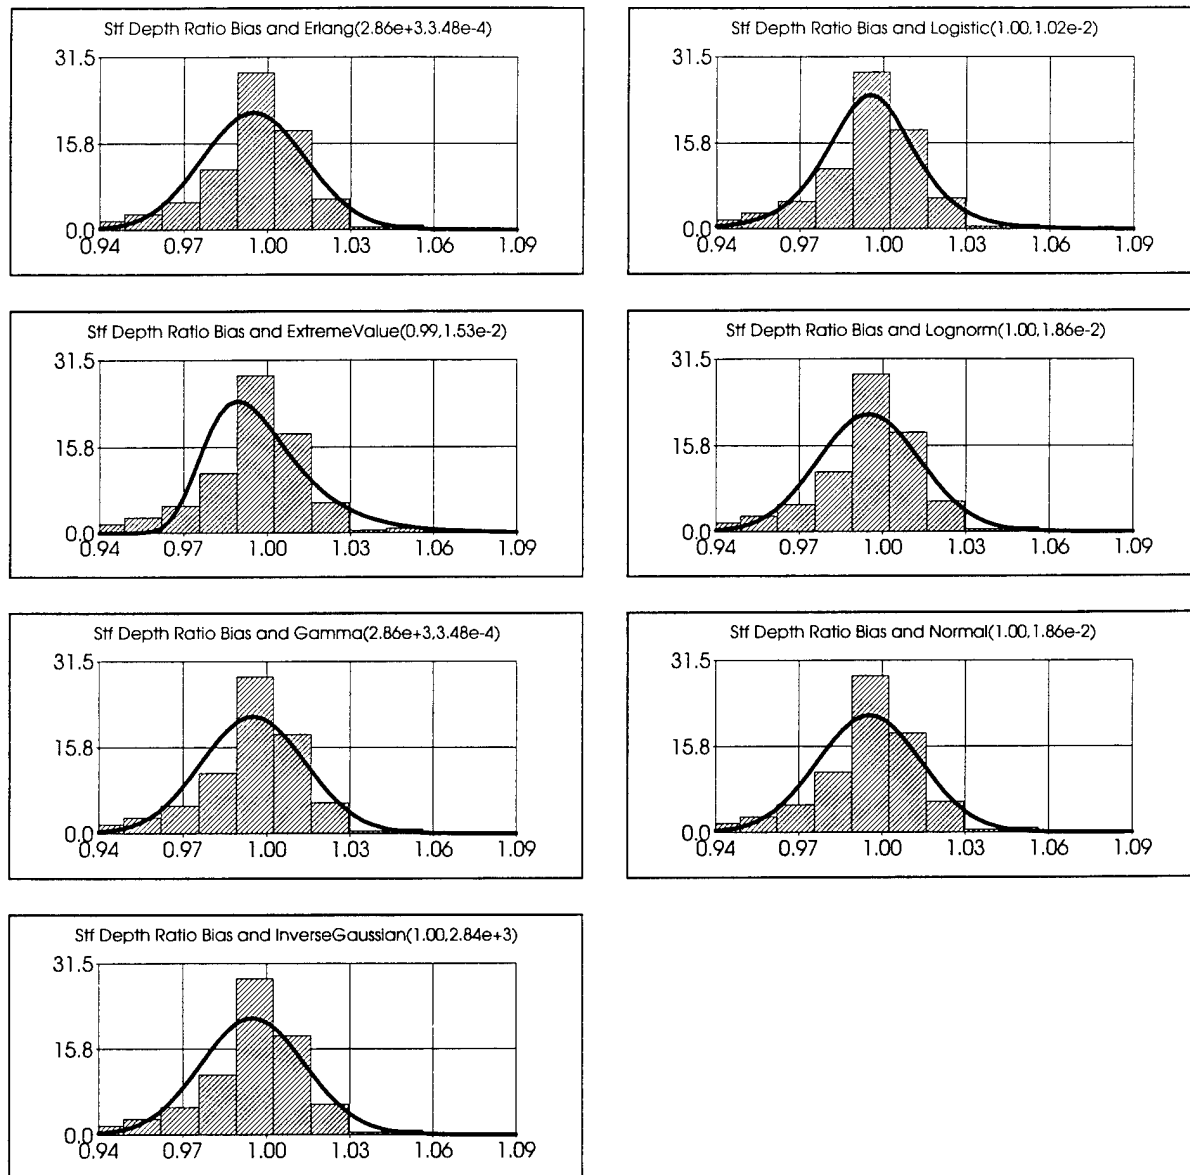 Stf Depth Ratio Bias and Erlang(2.86e+3,3.48e-4)
31.5
15.8
0.0
0.94 0.97 1.00 1.03 1.06 1.09
Stf Depth Ratio Bias and Logistic(1.00,1.02e-2)
31.5
15.8
0.0
0.94 0.97 1.00 1.03 1.06 1.09
Stf Depth Ratio Bias and ExtremeValue(0.99,1.53e-2)
31.5
15.8
0.0
0.94 0.97 1.00 1.03 1.06 1.09
Stf Depth Ratio Bias and Lognorm(1.00,1.86e-2)
31.5
15.8
0.0
0.94 0.97 1.00 1.03 1.06 1.09
Stf Depth Ratio Bias and Gamma(2.86e+3,3.48e-4)
31.5
15.8
0.0
0.94 0.97 1.00 1.03 1.06 1.09
Stf Depth Ratio Bias and Normal(1.00,1.86e-2)
31.5
15.8
0.0
0.94 0.97 1.00 1.03 1.06 1.09
Stf Depth Ratio Bias and InverseGaussian(1.00,2.84e+3)
31.5
15.8
0.0
0.94 0.97 1.00 1.03 1.06 1.09